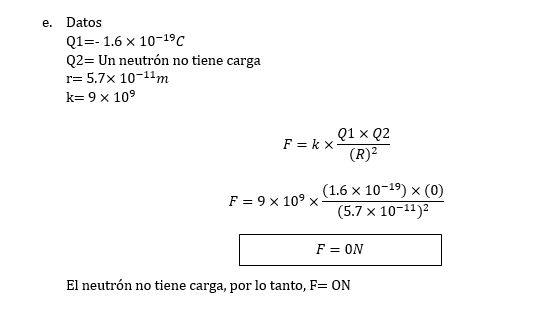 e. Datos
Q1=- 1.6 × 10⁻¹⁹C
Q2= Un neutrón no tiene carga
r= 5.7× 10⁻¹¹m
k= 9 × 10⁹
F = k × (Q1 × Q2)/(R)²
F = 9 × 10⁹ × ((1.6 × 10⁻¹⁹) × (0))/(5.7 × 10⁻¹¹)²
F = 0N
El neutrón no tiene carga, por lo tanto, F= ON